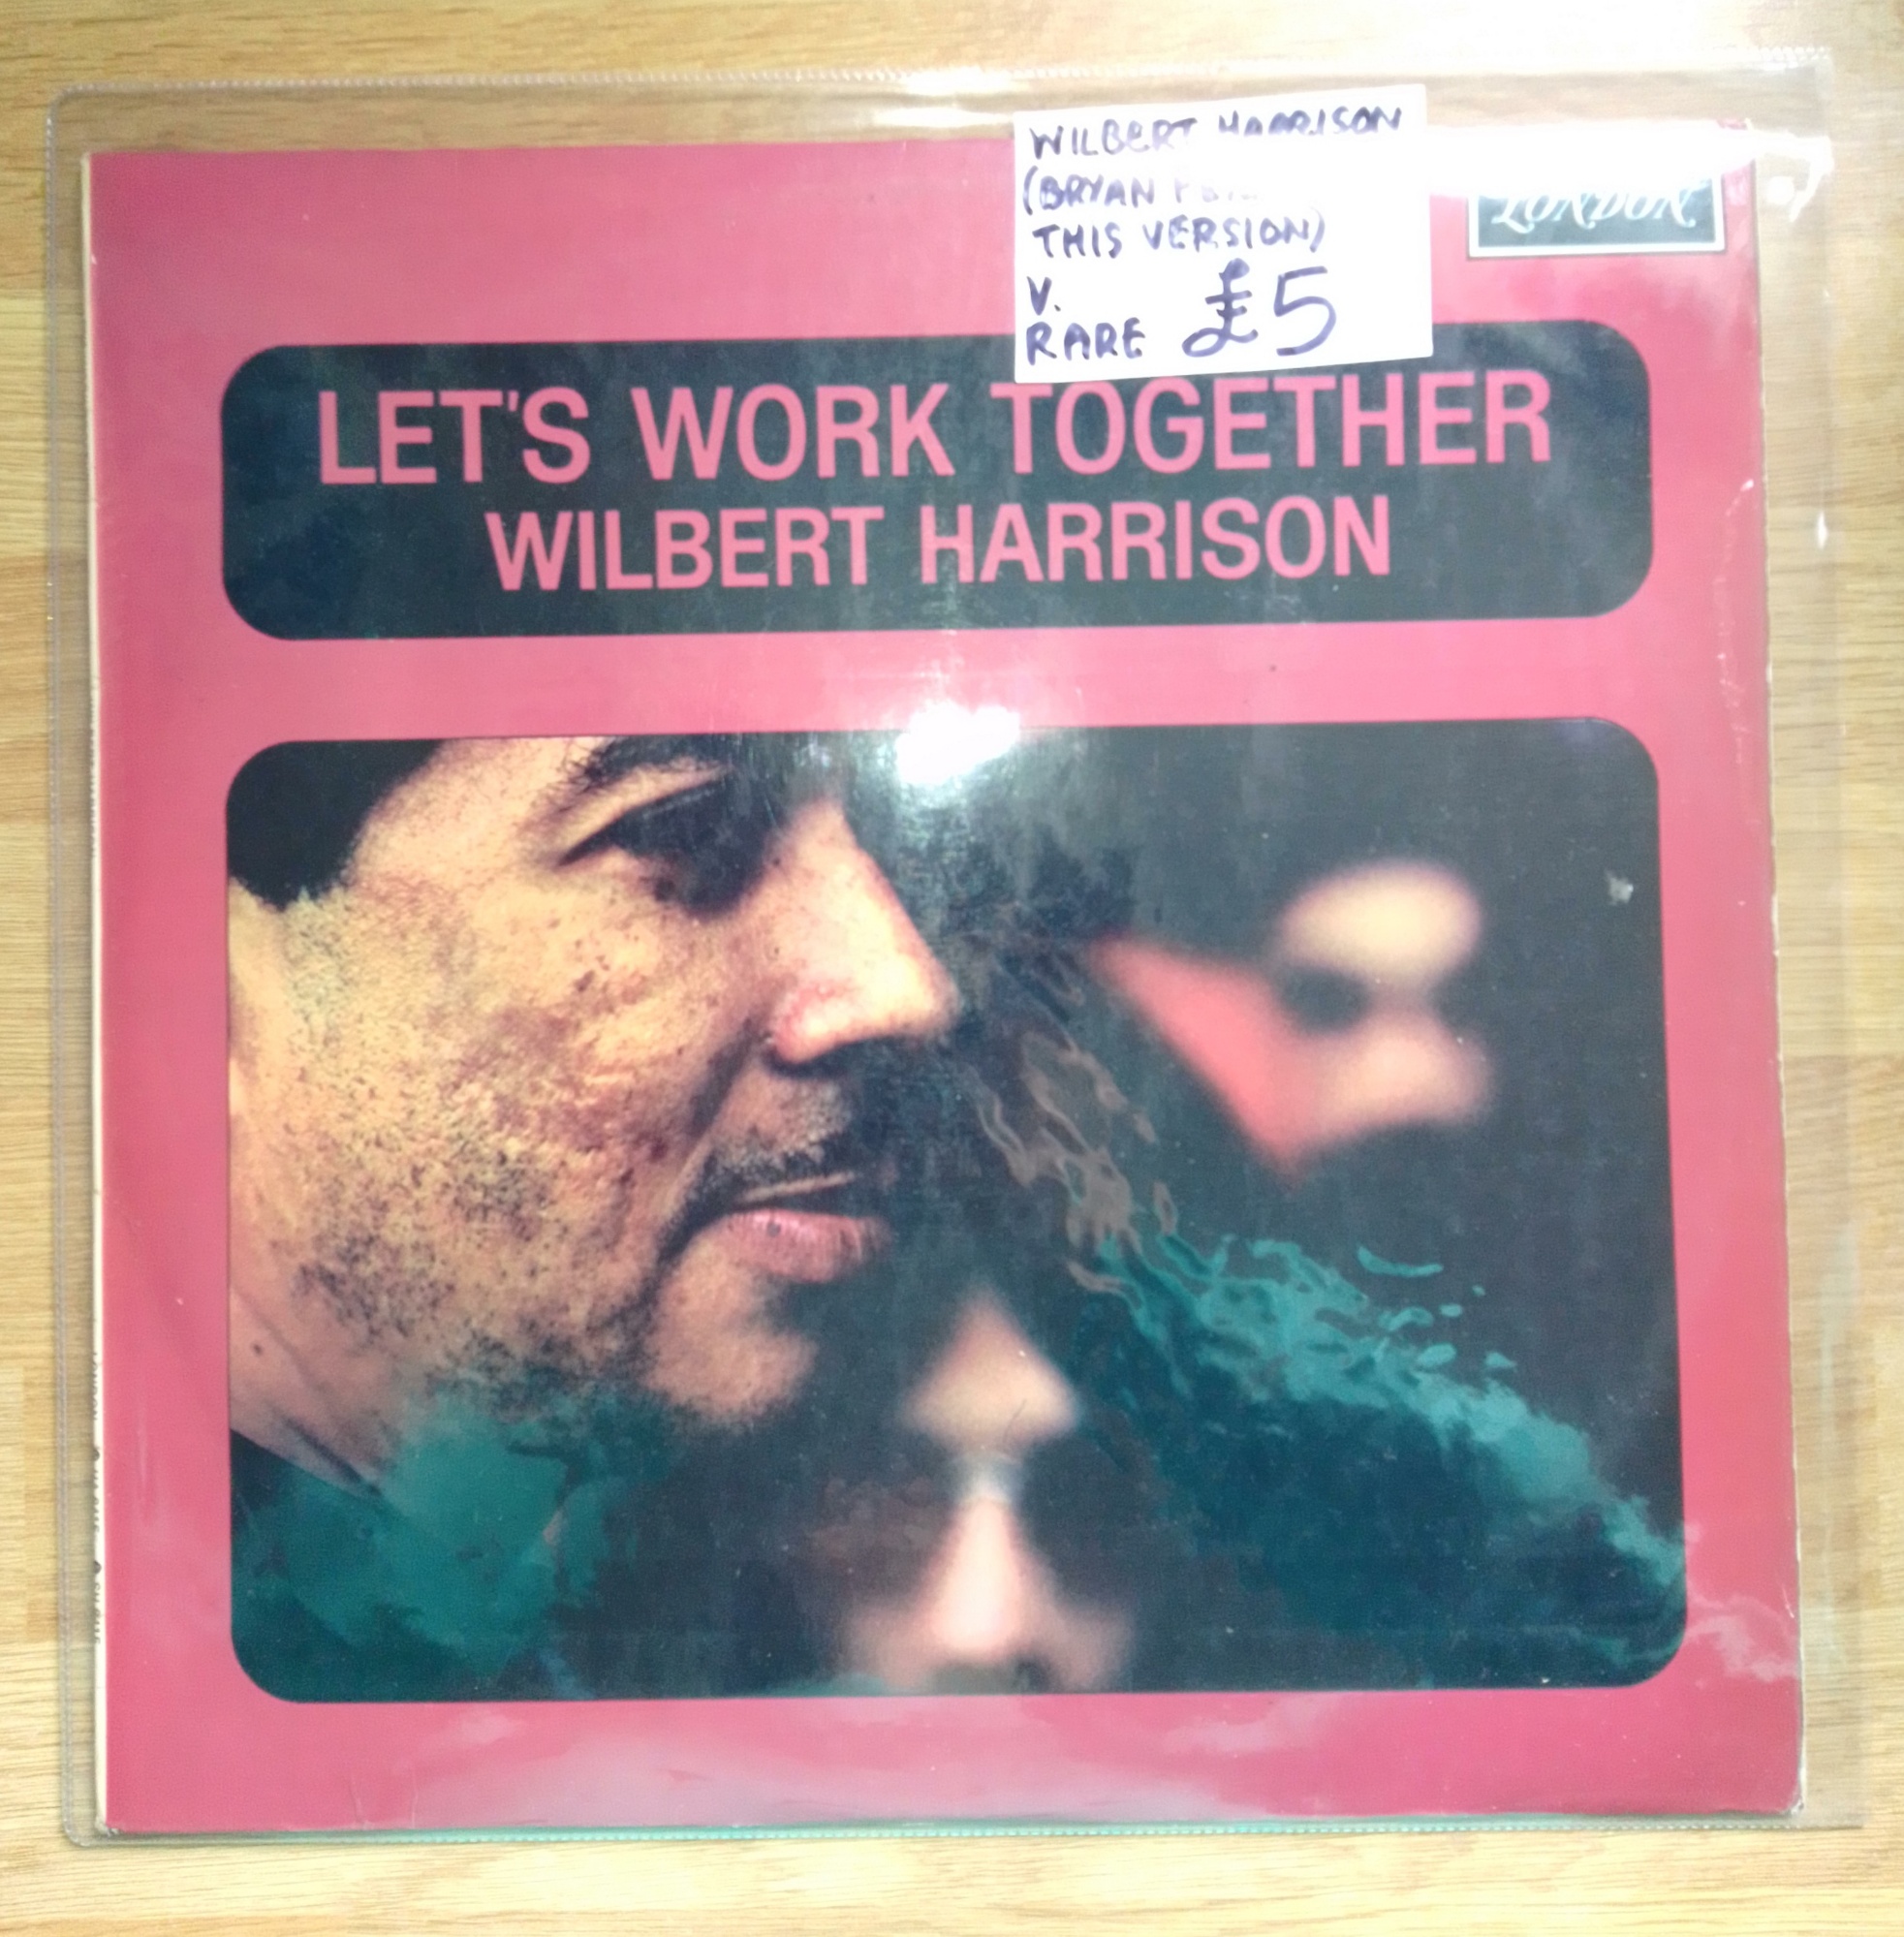 WILBERT HARRISON
(BRYAN
THIS VERSION)
V.
RARE £5
LONDON
LET'S WORK TOGETHER
WILBERT HARRISON